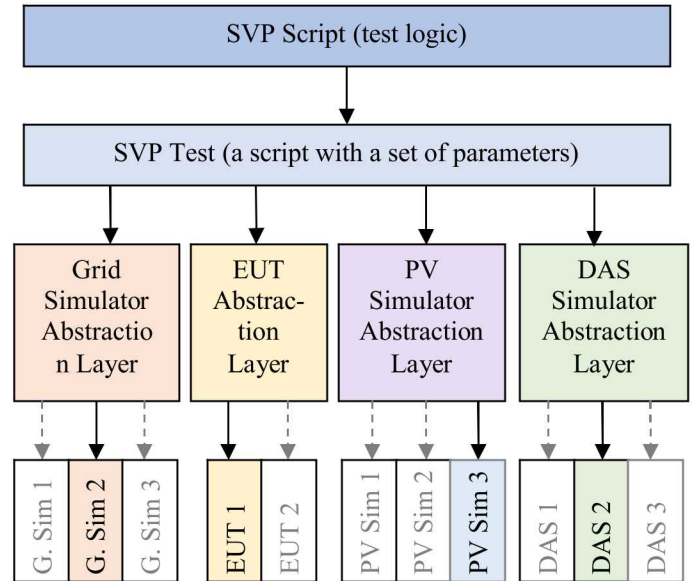 SVP Script (test logic)
SVP Test (a script with a set of parameters)
Grid
Simulator
Abstractio
n Layer
EUT
Abstrac-
tion
Layer
PV
Simulator
Abstraction
Layer
DAS
Simulator
Abstraction
Layer
G. Sim 1
G. Sim 2
G. Sim 3
EUT 1
EUT 2
PV Sim 1
PV Sim 2
PV Sim 3
DAS 1
DAS 2
DAS 3